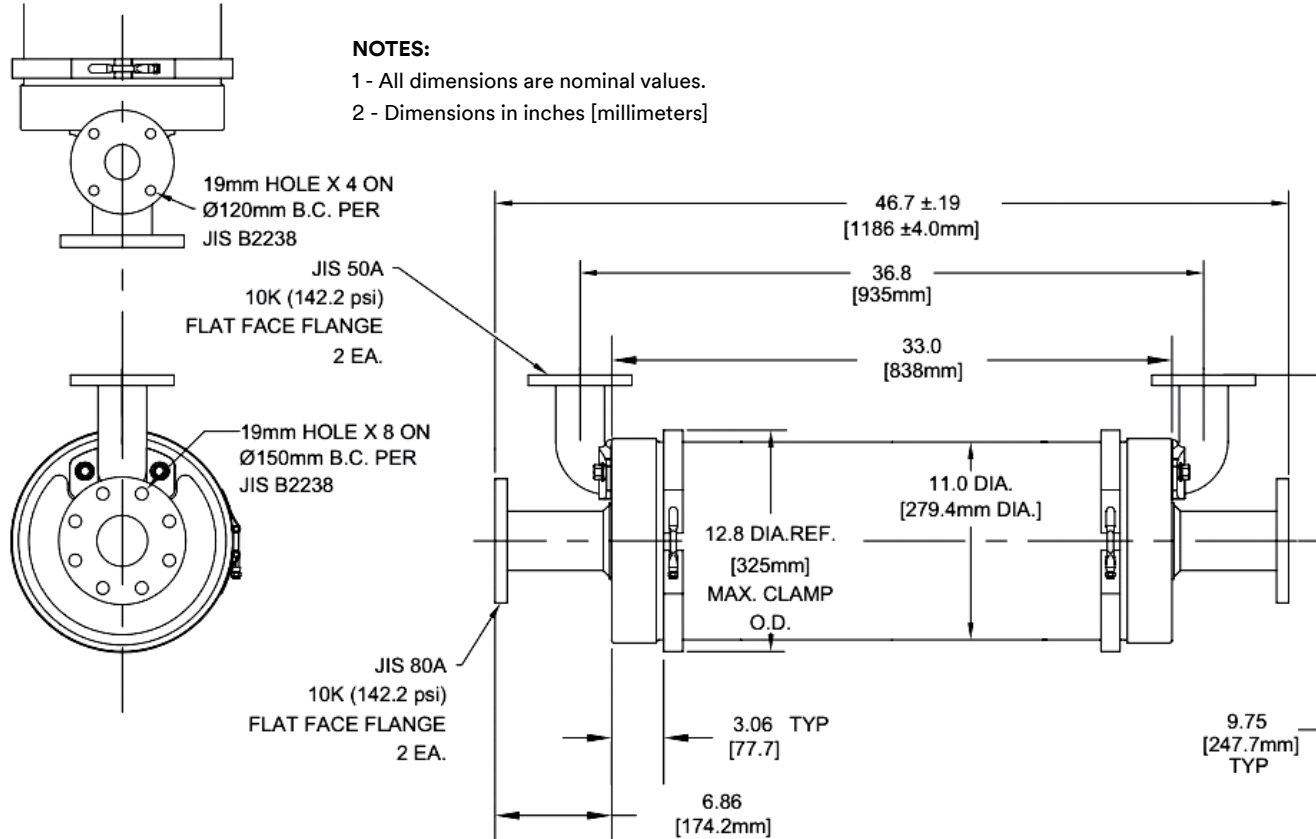 NOTES:
1 - All dimensions are nominal values.
2 - Dimensions in inches [millimeters]
19mm HOLE X 4 ON
Ø120mm B.C. PER
JIS B2238
JIS 50A
10K (142.2 psi)
FLAT FACE FLANGE
2 EA.
46.7 ±.19
[1186 ±4.0mm]
36.8
[935mm]
33.0
[838mm]
19mm HOLE X 8 ON
Ø150mm B.C. PER
JIS B2238
11.0 DIA.
[279.4mm DIA.]
12.8 DIA.REF.
[325mm]
MAX. CLAMP
O.D.
JIS 80A
10K (142.2 psi)
FLAT FACE FLANGE
2 EA.
3.06 TYP
[77.7]
9.75
[247.7mm]
TYP
6.86
[174.2mm]